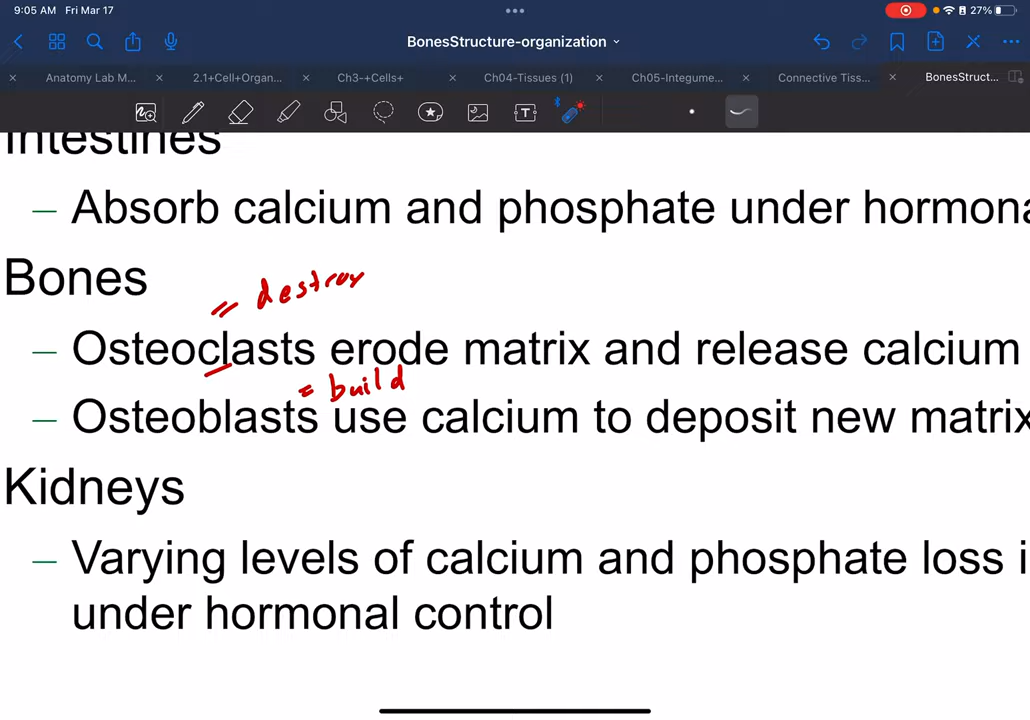 9:05 AM Fri Mar 17
27%
BonesStructure-organization
Anatomy Lab M...
2.1+Cell+Organ...
Ch3-+Cells+
Ch04-Tissues (1)
Ch05-Integume...
Connective Tiss...
BonesStruct...
Intestines
– Absorb calcium and phosphate under hormona
Bones
= destroy
– Osteoclasts erode matrix and release calcium
= build
– Osteoblasts use calcium to deposit new matrix
Kidneys
– Varying levels of calcium and phosphate loss i
under hormonal control